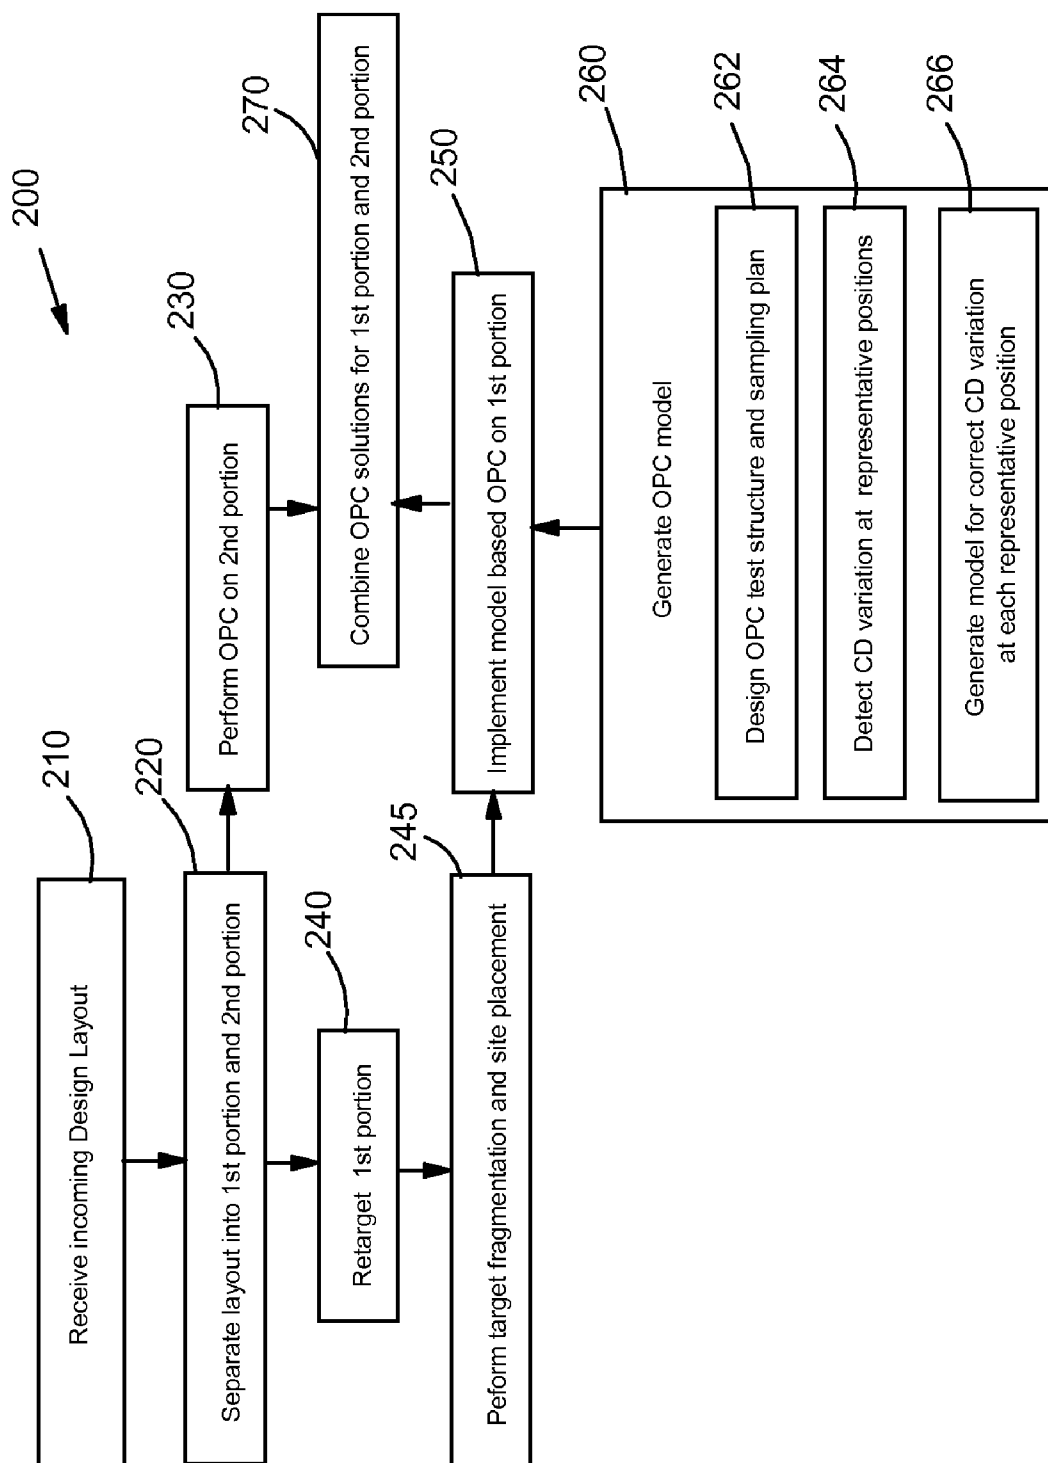 200
210
Receive incoming Design Layout
220
Separate layout into 1st portion and 2nd portion
230
Perform OPC on 2nd portion
240
Retarget 1st portion
245
Peform target fragmentation and site placement
250
Implement model based OPC on 1st portion
270
Combine OPC solutions for 1st portion and 2nd portion
260
Generate OPC model
262
Design OPC test structure and sampling plan
264
Detect CD variation at representative positions
266
Generate model for correct CD variation
at each representative position